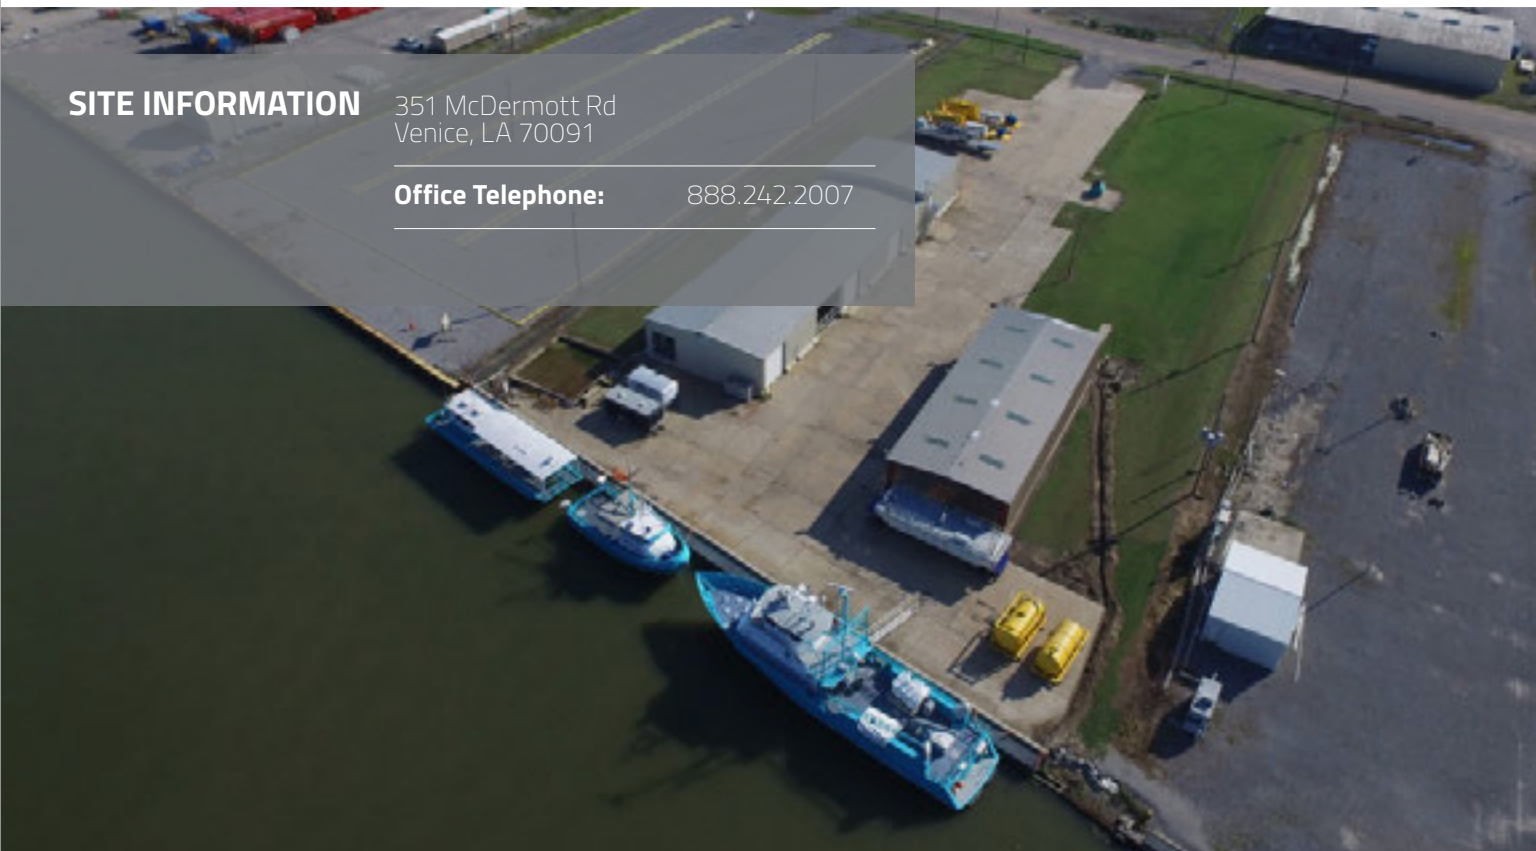 SITE INFORMATION
351 McDermott Rd
Venice, LA 70091
Office Telephone:
888.242.2007